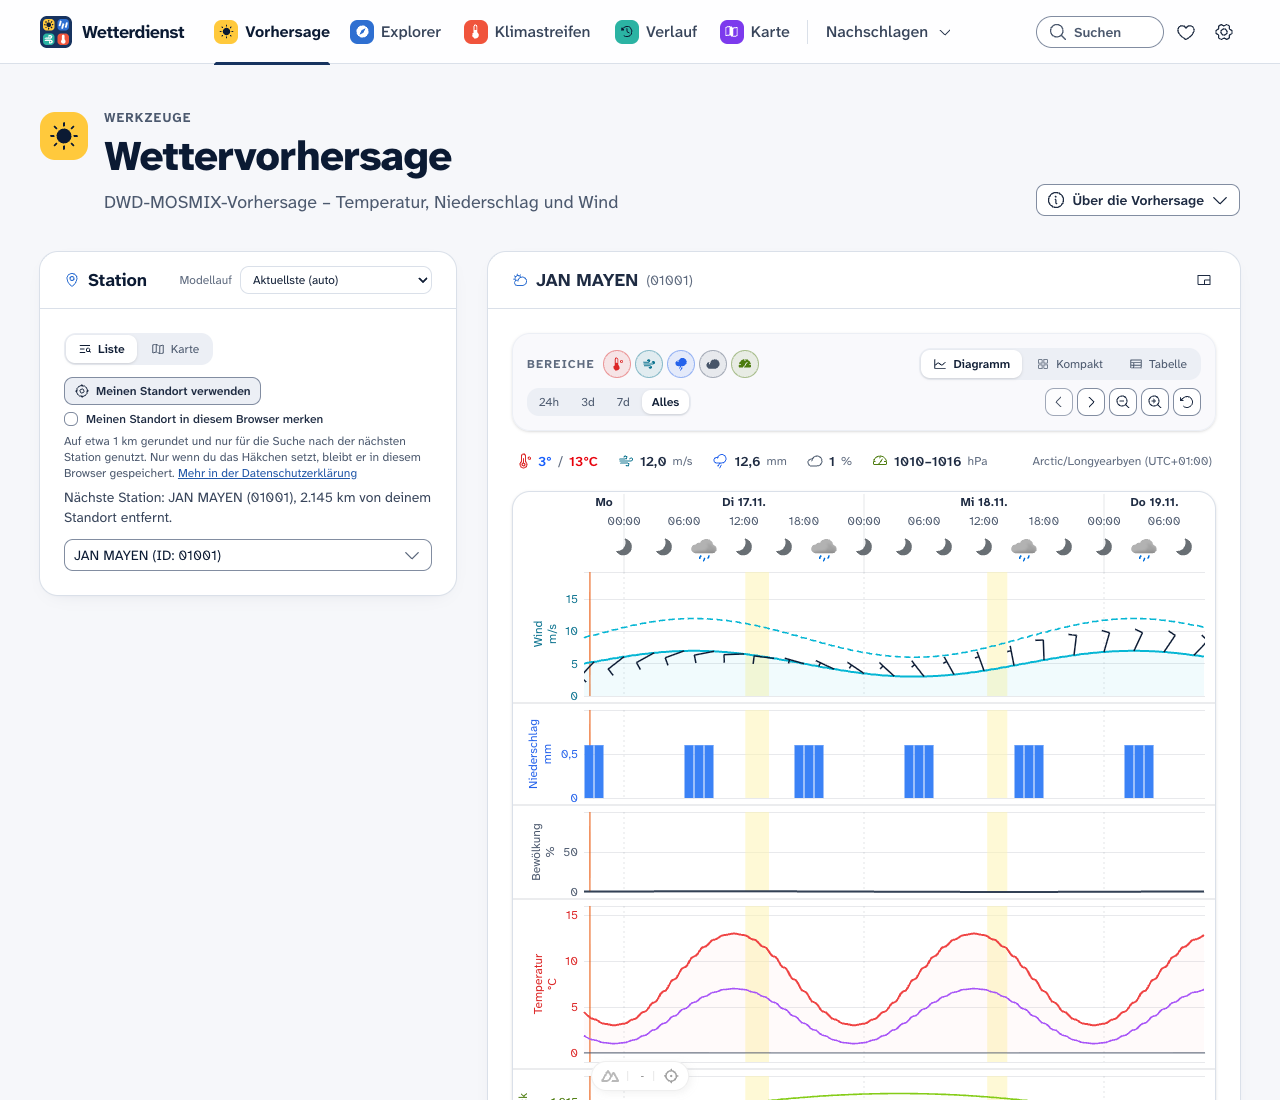 Wetterdienst
Vorhersage
Explorer
Klimastreifen
Verlauf
Karte
Nachschlagen
Suchen
WERKZEUGE
Wettervorhersage
DWD-MOSMIX-Vorhersage – Temperatur, Niederschlag und Wind
Über die Vorhersage
Station
Modellauf
Aktuellste (auto)
Liste
Karte
Meinen Standort verwenden
Meinen Standort in diesem Browser merken
Auf etwa 1 km gerundet und nur für die Suche nach der nächsten
Station genutzt. Nur wenn du das Häkchen setzt, bleibt er in diesem
Browser gespeichert. Mehr in der Datenschutzerklärung
Nächste Station: JAN MAYEN (01001), 2.145 km von deinem
Standort entfernt.
JAN MAYEN (ID: 01001)
JAN MAYEN (01001)
BEREICHE
Diagramm
Kompakt
Tabelle
24h 3d 7d Alles
3° / 13°C
12,0 m/s
12,6 mm
1 %
1010–1016 hPa
Arctic/Longyearbyen (UTC+01:00)
Mo Di 17.11. Mi 18.11. Do 19.11.
00:00 06:00 12:00 18:00 00:00 06:00 12:00 18:00 00:00 06:00
Wind
m/s
15
10
5
0
Niederschlag
mm
0,5
0
Bewölkung
%
50
0
Temperatur
°C
15
10
5
0
-
k
1.015